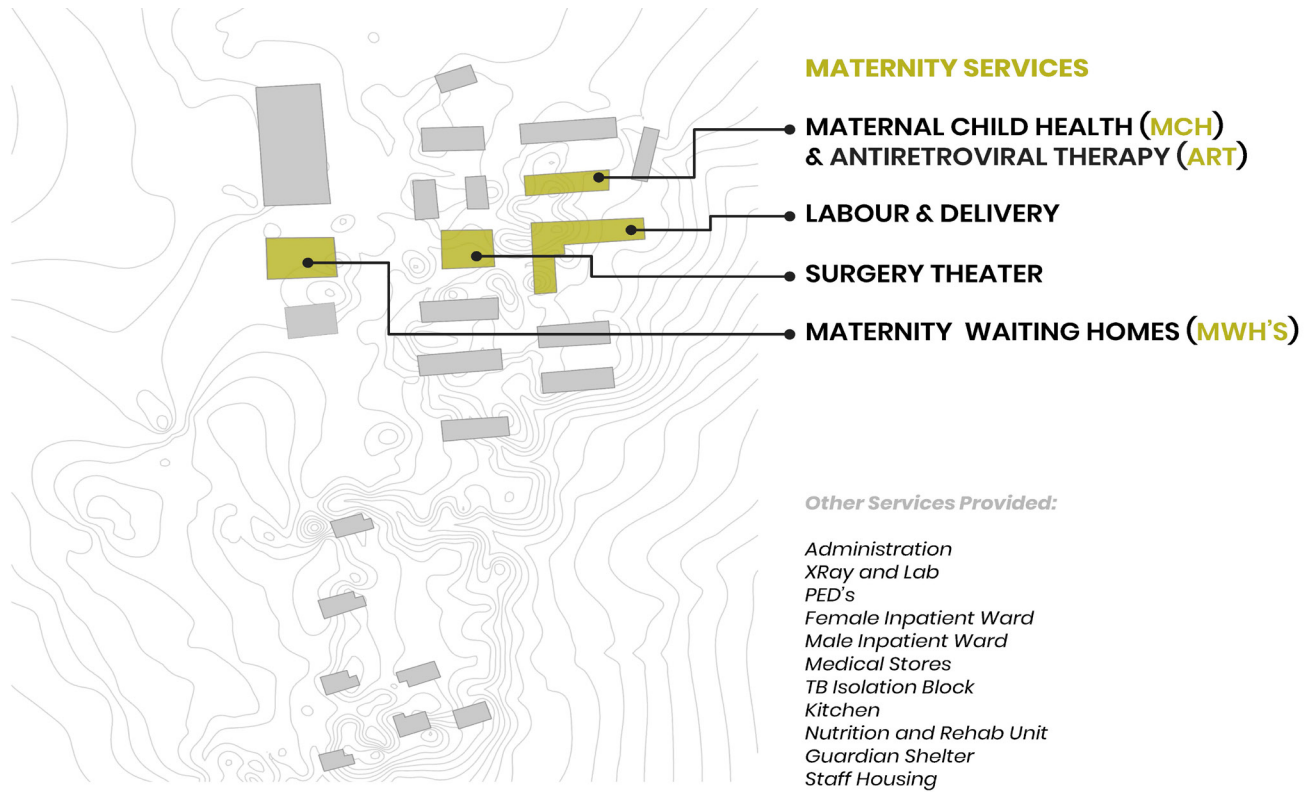 MATERNITY SERVICES
MATERNAL CHILD HEALTH (MCH)
& ANTIRETROVIRAL THERAPY (ART)
LABOUR & DELIVERY
SURGERY THEATER
MATERNITY WAITING HOMES (MWH'S)
Other Services Provided:
Administration
XRay and Lab
PED's
Female Inpatient Ward
Male Inpatient Ward
Medical Stores
TB Isolation Block
Kitchen
Nutrition and Rehab Unit
Guardian Shelter
Staff Housing